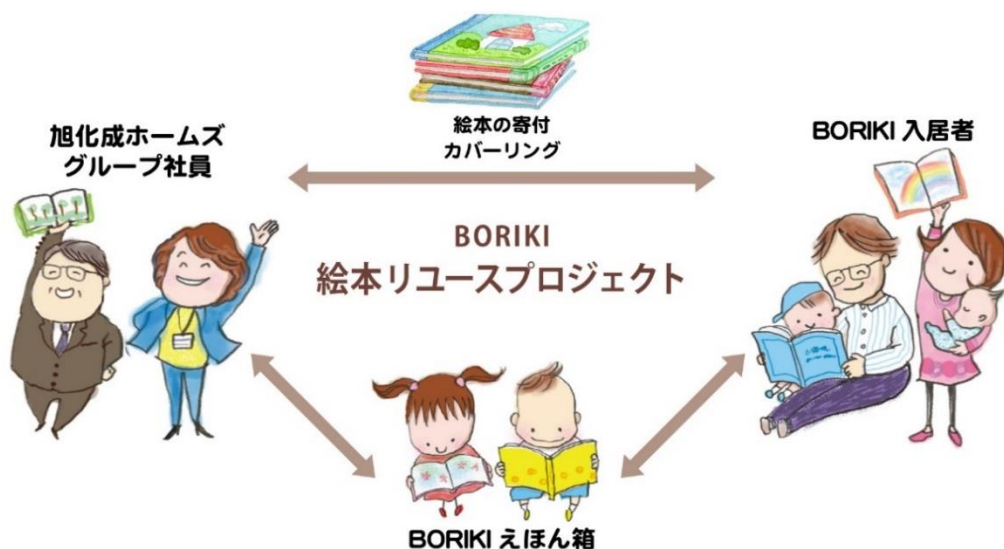 絵本の寄付
カバーリング
旭化成ホームズ
グループ社員
BORIKI 入居者
BORIKI
絵本リユースプロジェクト
BORIKI えほん箱